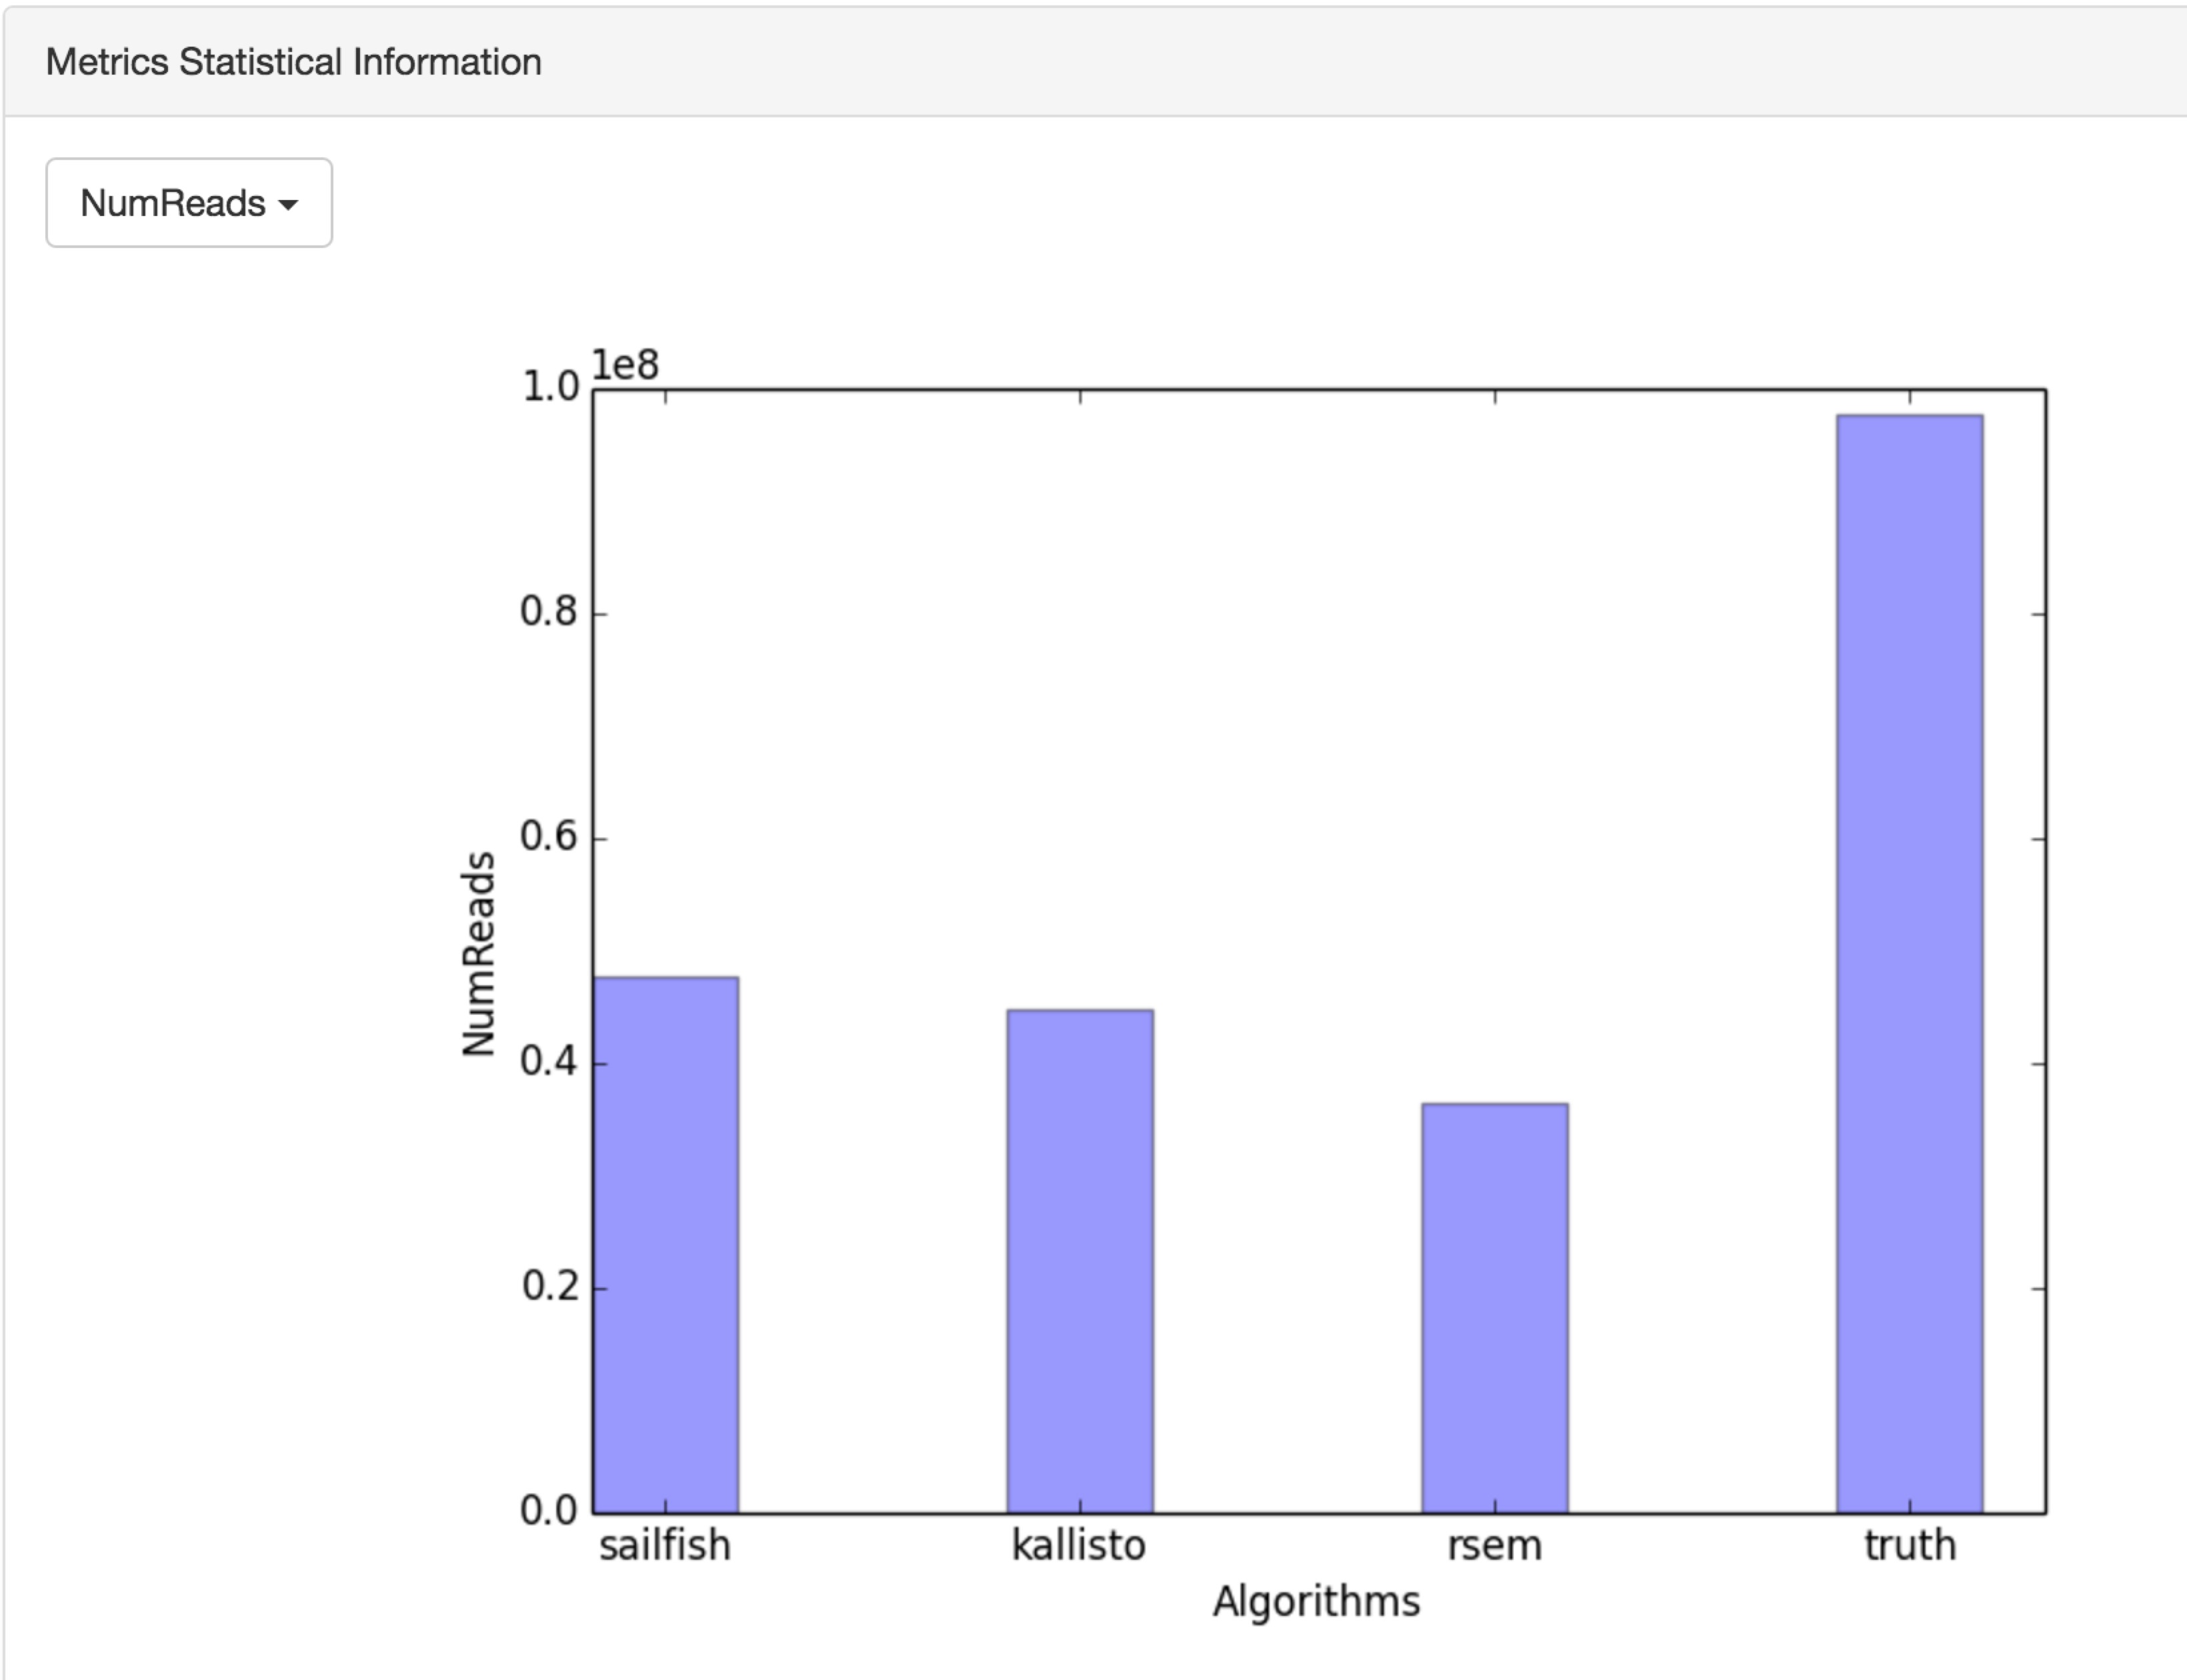 Metrics Statistical Information
NumReads
1e8
1.0
0.8
0.6
0.4
0.2
0.0
NumReads
sailfish kallisto rsem truth
Algorithms